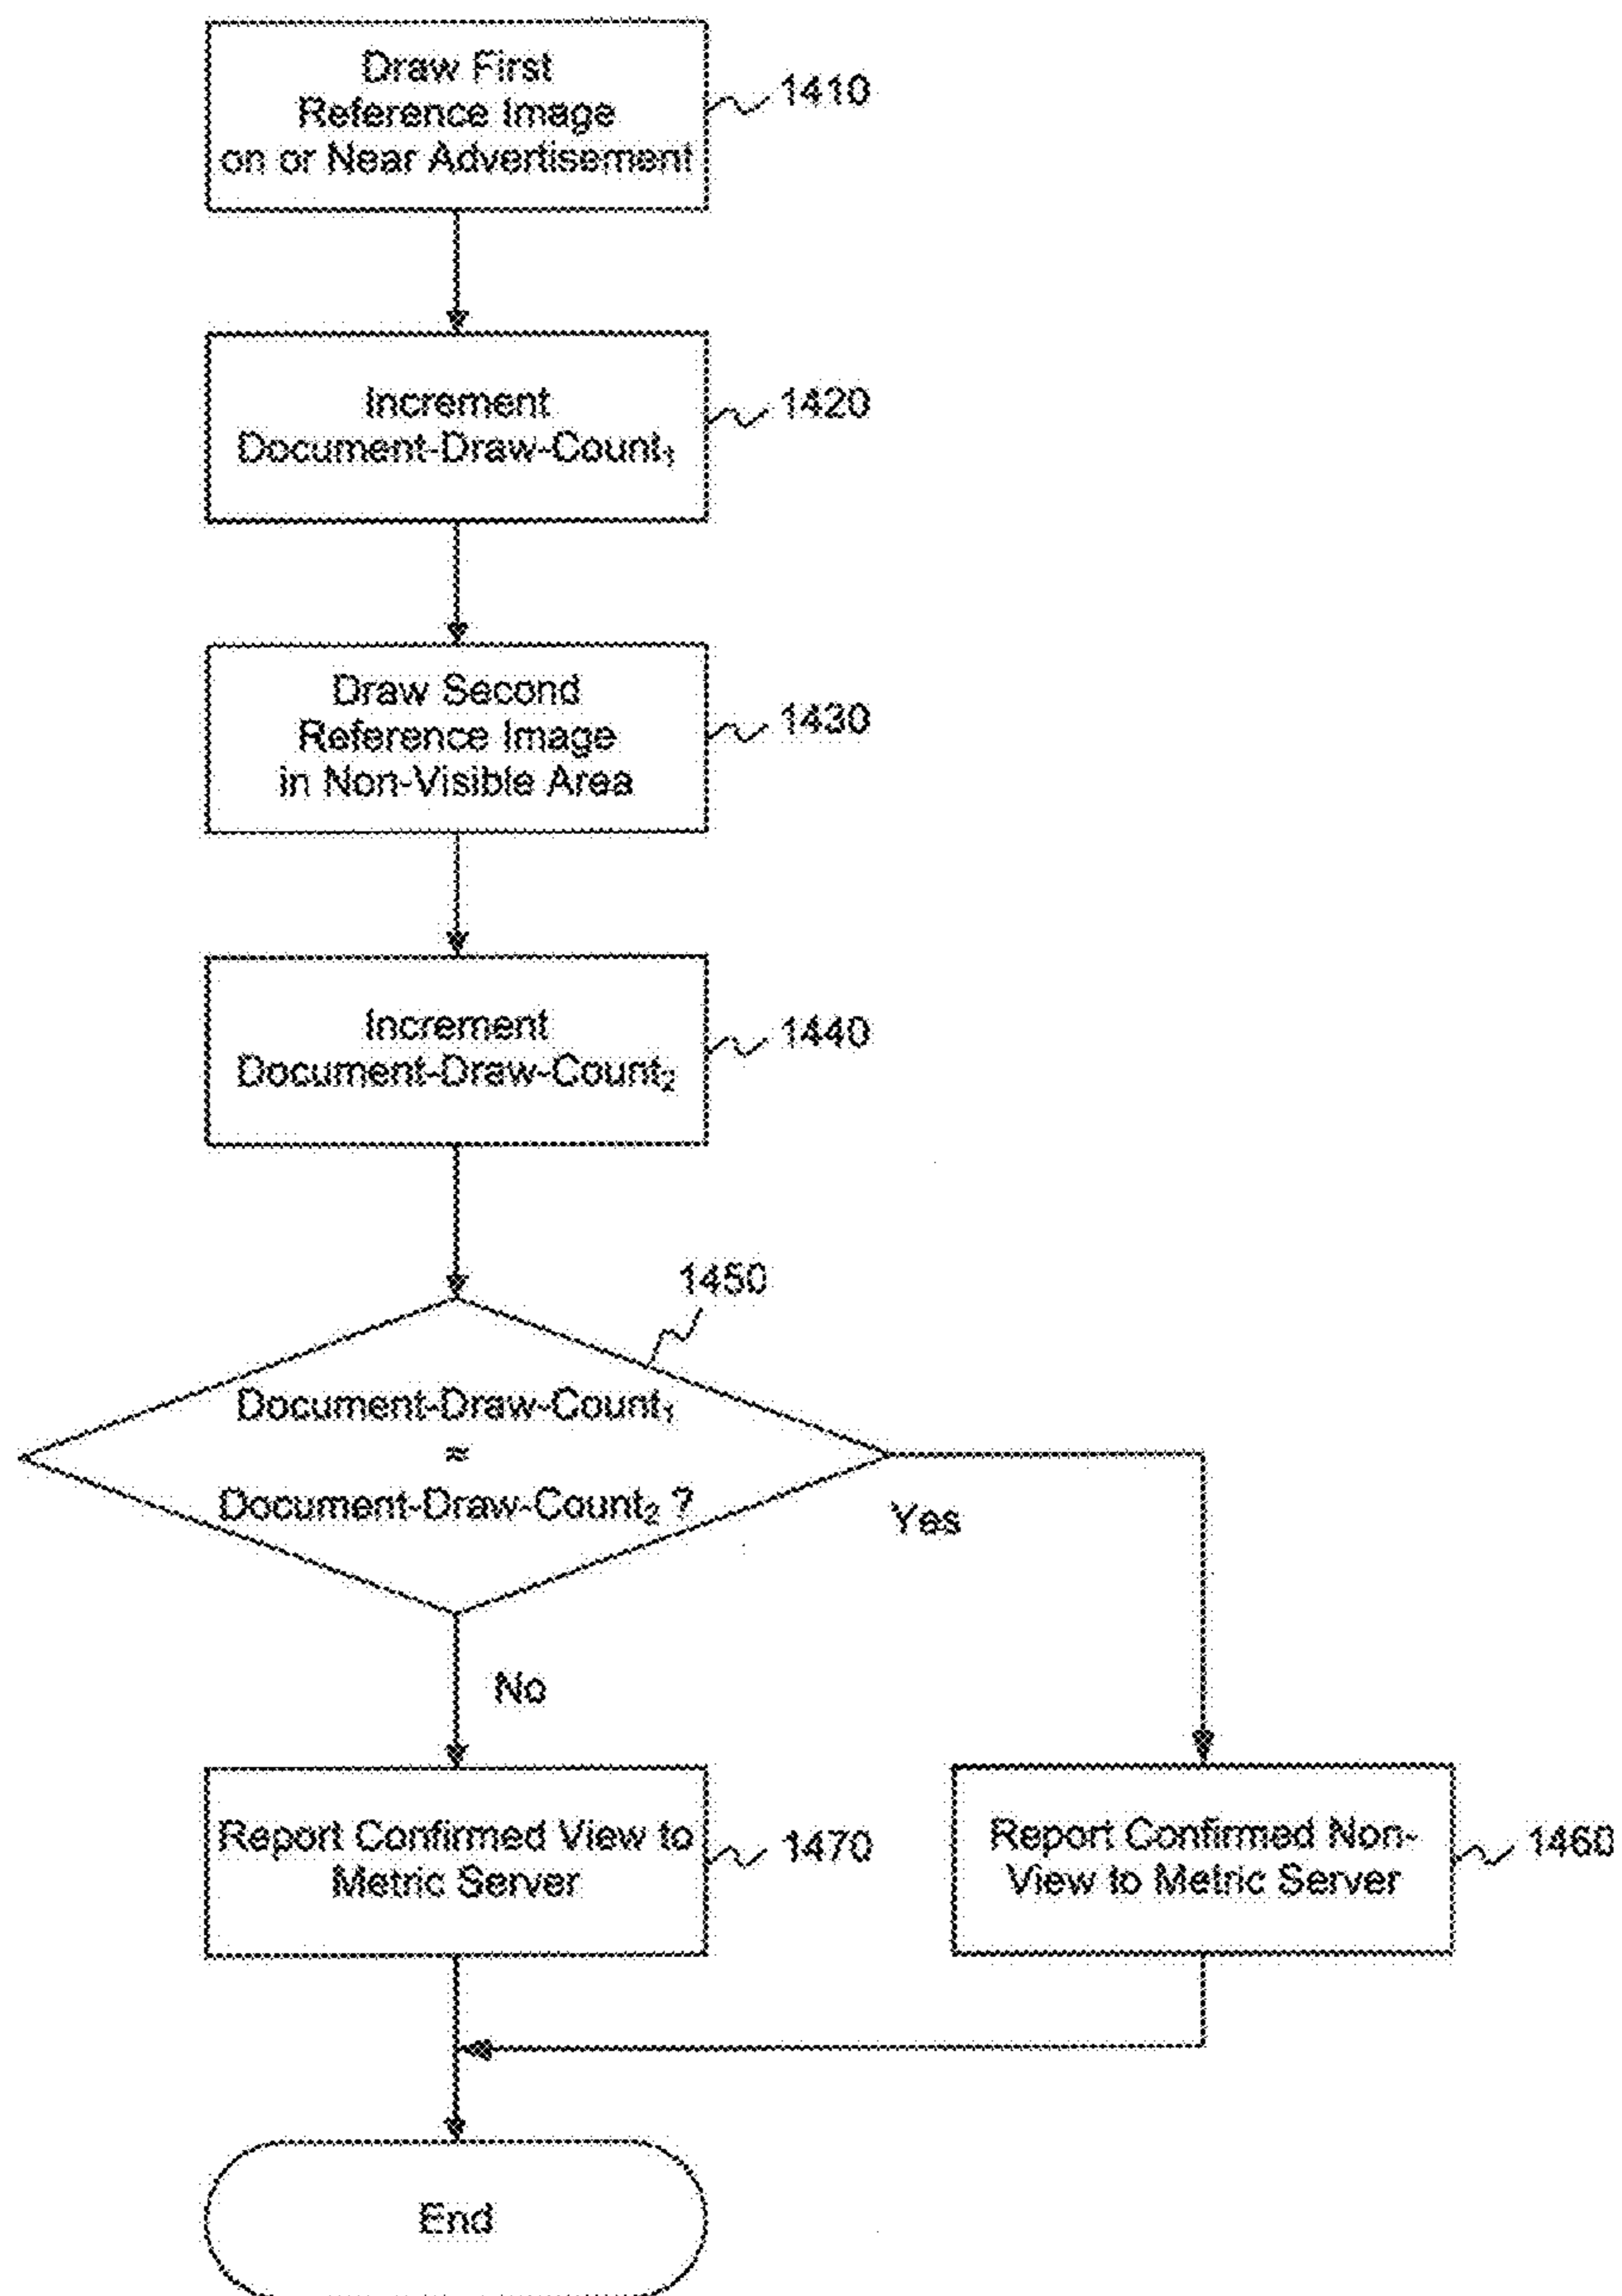 Draw First
Reference Image
on or Near Advertisement
1410
Increment
Document-Draw-Count₁
1420
Draw Second
Reference Image
in Non-Visible Area
1430
Increment
Document-Draw-Count₂
1440
1450
Document-Draw-Count₁
≈
Document-Draw-Count₂ ?
Yes
No
Report Confirmed View to
Metric Server
1470
Report Confirmed Non-
View to Metric Server
1460
End